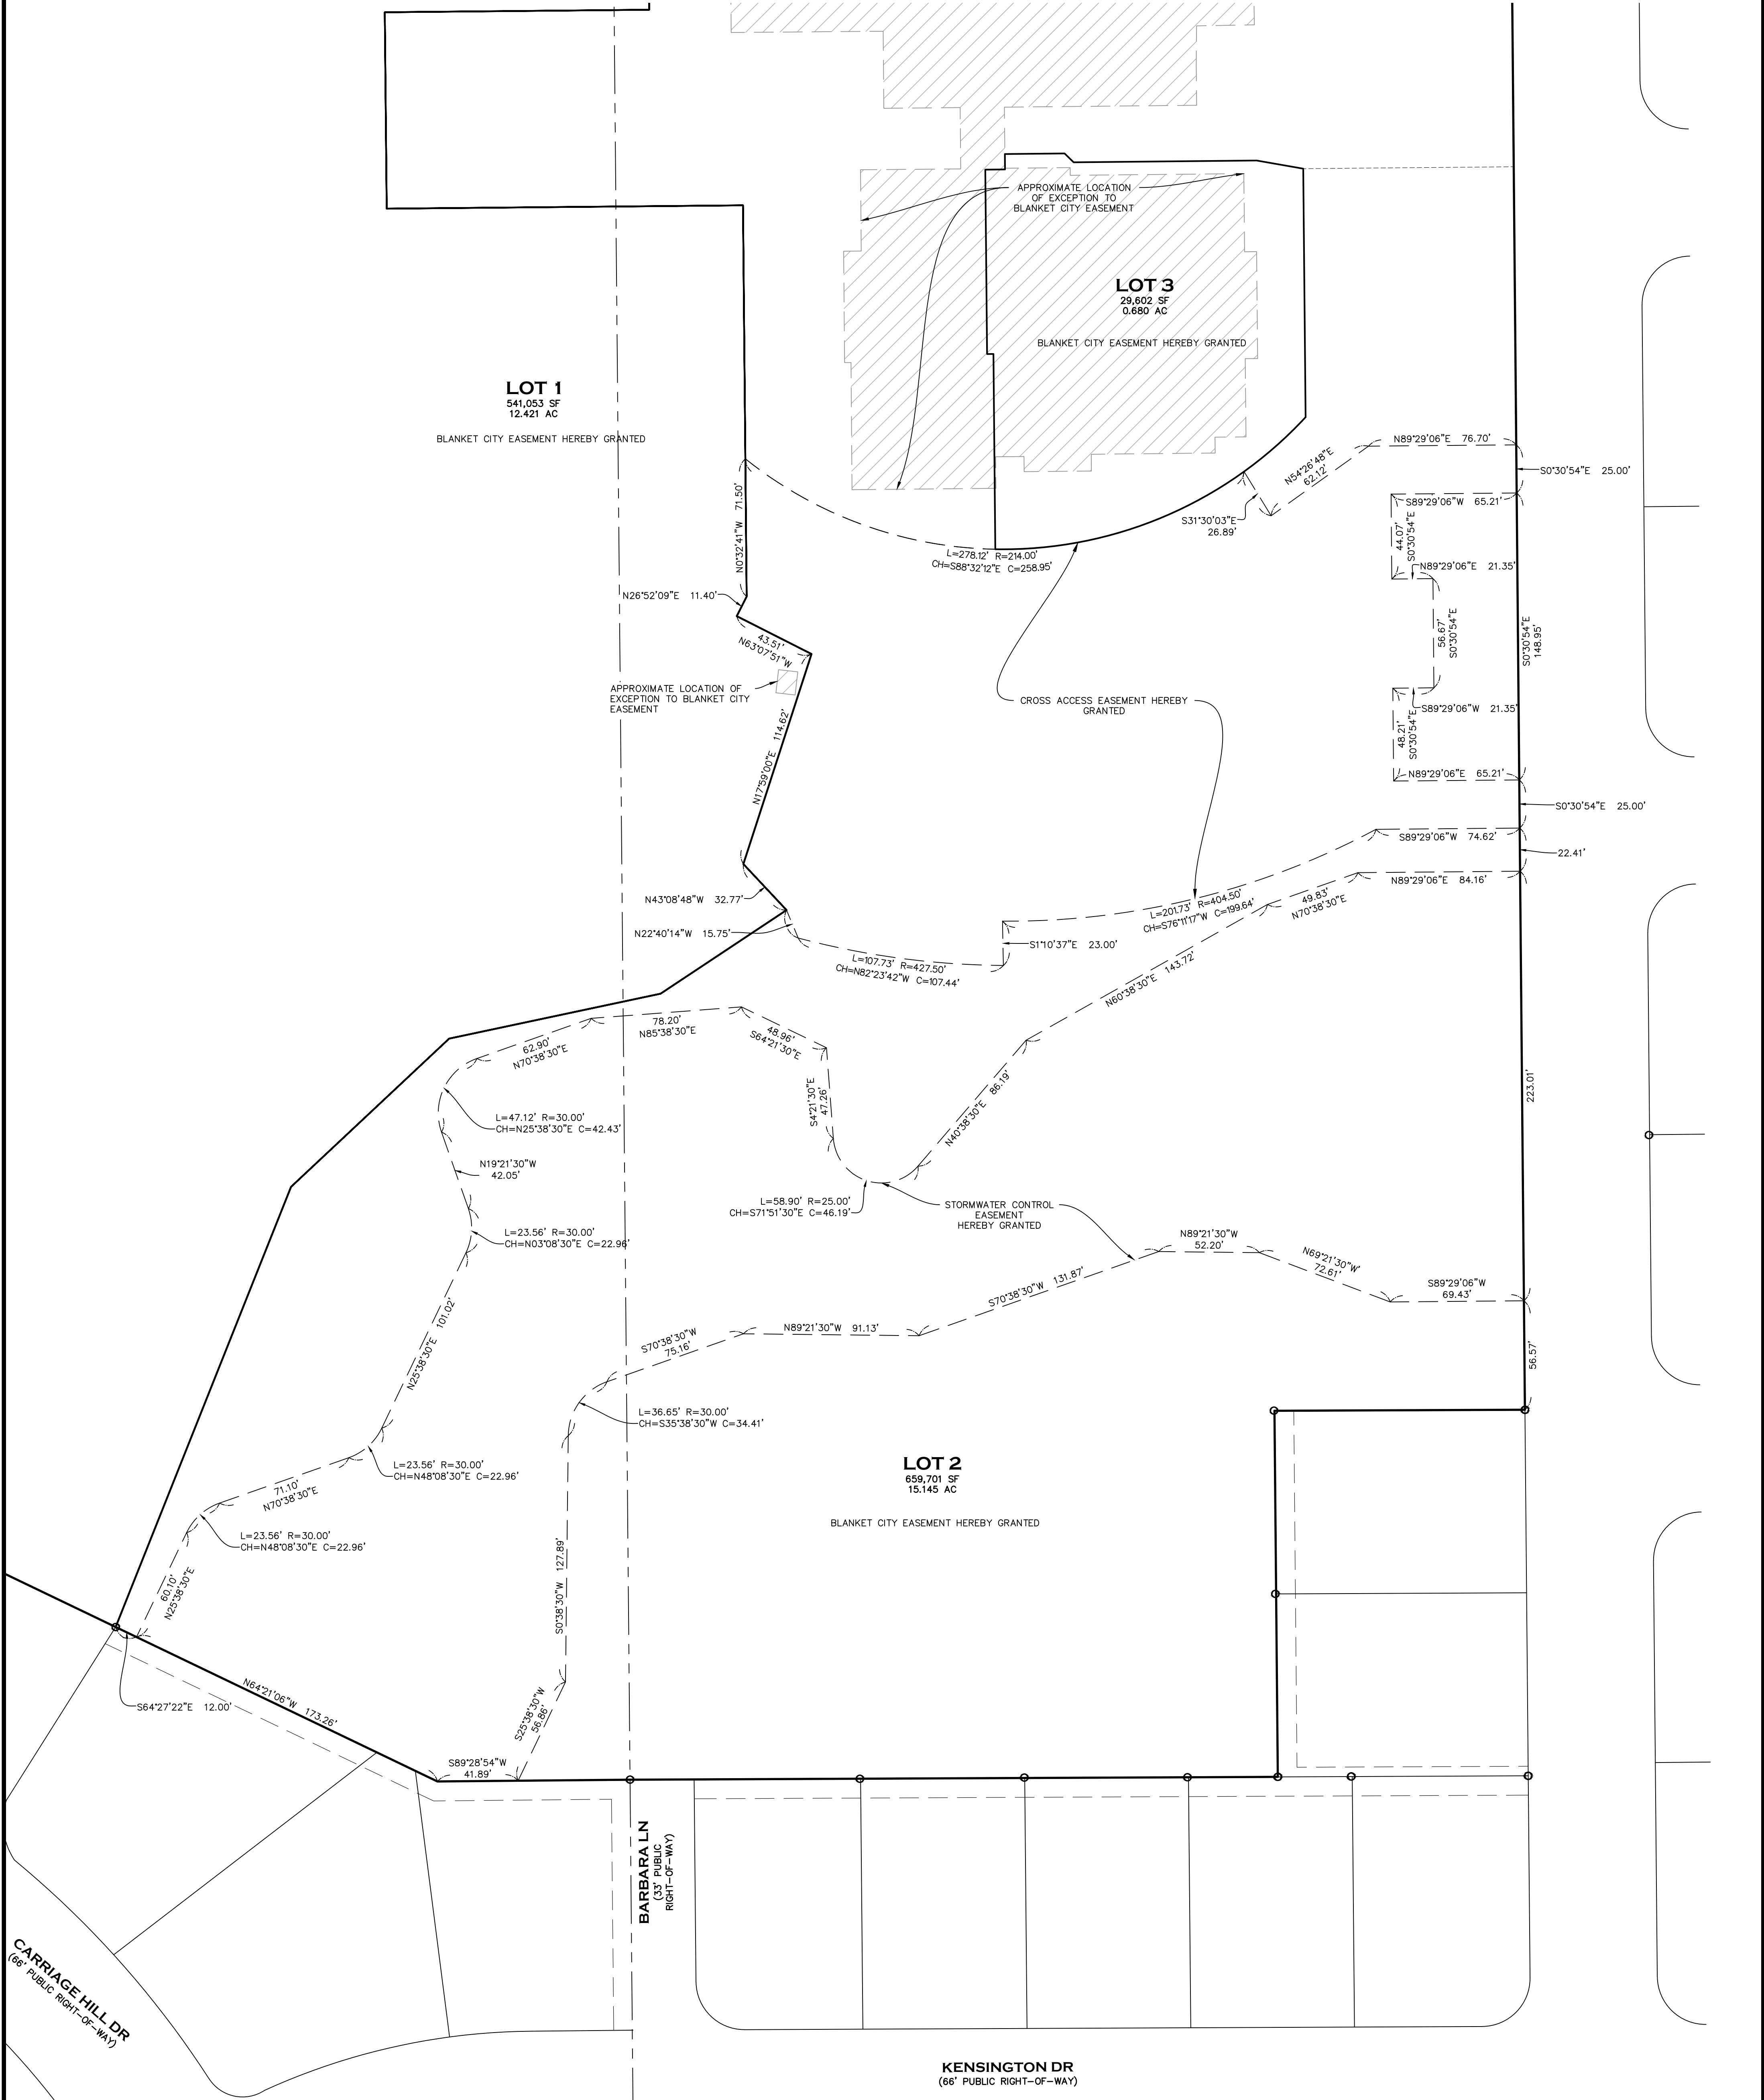 APPROXIMATE LOCATION
OF EXCEPTION TO
BLANKET CITY EASEMENT
LOT 3
29,602 SF
0.680 AC
BLANKET CITY EASEMENT HEREBY GRANTED
LOT 1
541,053 SF
12.421 AC
BLANKET CITY EASEMENT HEREBY GRANTED
N89°29'06"E 76.70'
N54°26'48"E
62.12'
S0°30'54"E 25.00'
N0°32'41"W 71.50'
S89°29'06"W 65.21'
S31°30'03"E
26.89'
44.07'
S0°30'54"E
L=278.12' R=214.00'
CH=S88°32'12"E C=258.95'
N89°29'06"E 21.35'
N26°52'09"E 11.40'
56.67'
S0°30'54"E
S0°30'54"E
148.95'
43.51'
N63°07'51"W
APPROXIMATE LOCATION OF
EXCEPTION TO BLANKET CITY
EASEMENT
CROSS ACCESS EASEMENT HEREBY
GRANTED
S89°29'06"W 21.35'
48.21'
S0°30'54"E
N17°59'00"E 114.62'
N89°29'06"E 65.21'
S0°30'54"E 25.00'
S89°29'06"W 74.62'
22.41'
N89°29'06"E 84.16'
N43°08'48"W 32.77'
49.83'
N70°38'30"E
L=201.73' R=404.50'
CH=S76°11'17"W C=199.64'
N22°40'14"W 15.75'
S1°10'37"E 23.00'
L=107.73' R=427.50'
CH=N82°23'42"W C=107.44'
N60°38'30"E 143.72'
78.20'
N85°38'30"E
48.96'
S64°21'30"E
62.90'
N70°38'30"E
S4°21'30"E
47.26'
N40°38'30"E 86.19'
223.01'
L=47.12' R=30.00'
CH=N25°38'30"E C=42.43'
N19°21'30"W
42.05'
L=58.90' R=25.00'
CH=S71°51'30"E C=46.19'
STORMWATER CONTROL
EASEMENT
HEREBY GRANTED
L=23.56' R=30.00'
CH=N03°08'30"E C=22.96'
N89°21'30"W
52.20'
N69°21'30"W
72.61'
S89°29'06"W
69.43'
S70°38'30"W 131.87'
N25°38'30"E 101.02'
S70°38'30"W
75.16'
N89°21'30"W 91.13'
56.57'
L=36.65' R=30.00'
CH=S35°38'30"W C=34.41'
L=23.56' R=30.00'
CH=N48°08'30"E C=22.96'
LOT 2
659,701 SF
15.145 AC
BLANKET CITY EASEMENT HEREBY GRANTED
71.10'
N70°38'30"E
L=23.56' R=30.00'
CH=N48°08'30"E C=22.96'
60.10'
N25°38'30"E
S0°38'30"W 127.89'
N64°21'06"W 173.26'
S64°27'22"E 12.00'
S25°38'30"W
56.86'
S89°28'54"W
41.89'
BARBARA LN
(33' PUBLIC
RIGHT-OF-WAY)
CARRIAGE HILL DR
(66' PUBLIC RIGHT-OF-WAY)
KENSINGTON DR
(66' PUBLIC RIGHT-OF-WAY)